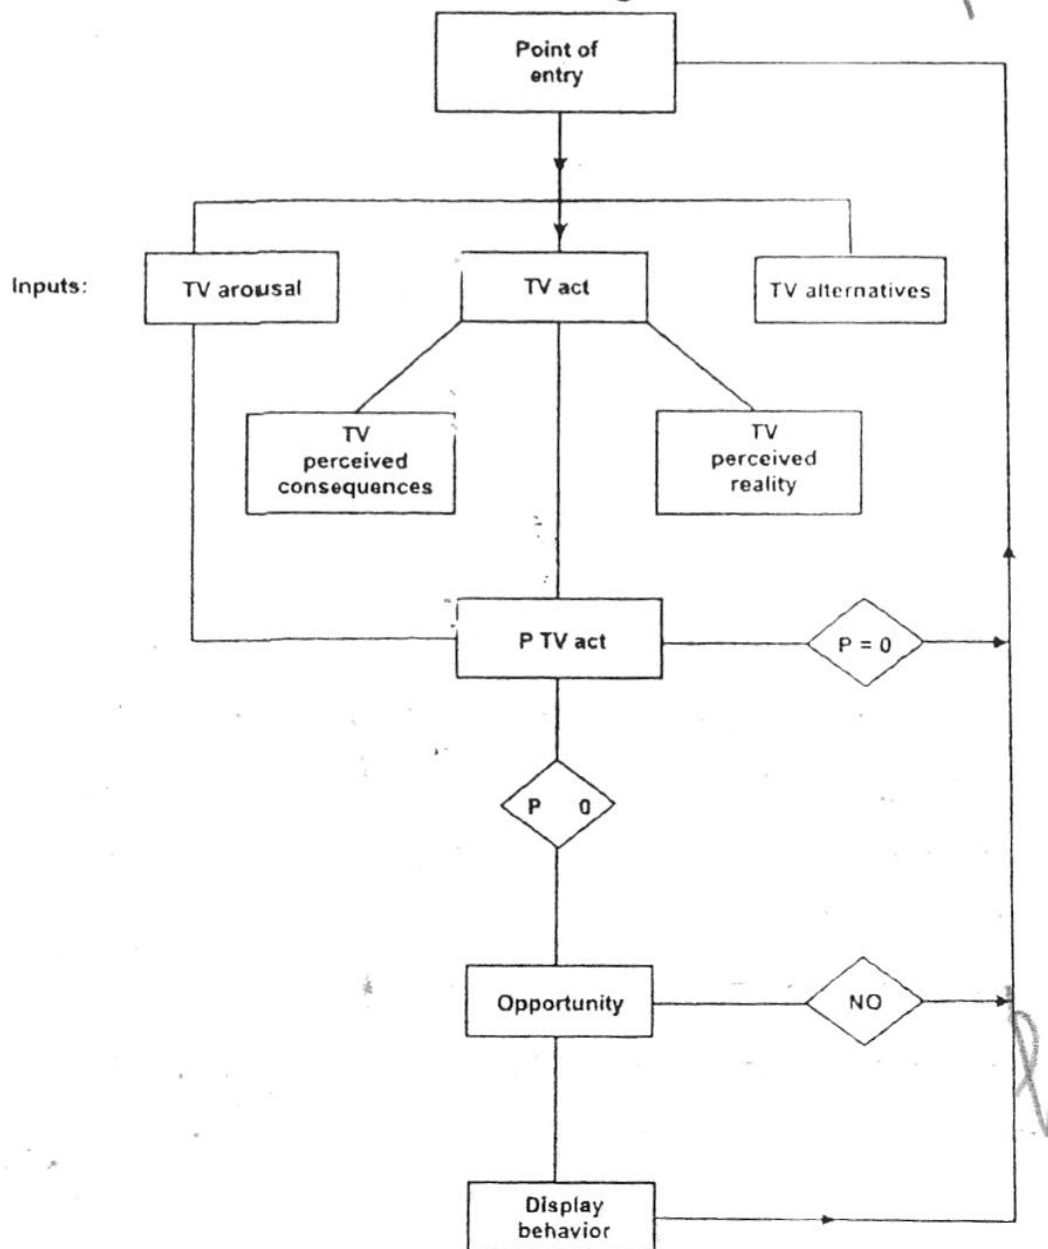 Point of
entry
Inputs:
TV arousal
TV act
TV alternatives
TV
perceived
consequences
TV
perceived
reality
P TV act
P = 0
P 0
Opportunity
NO
Display
behavior